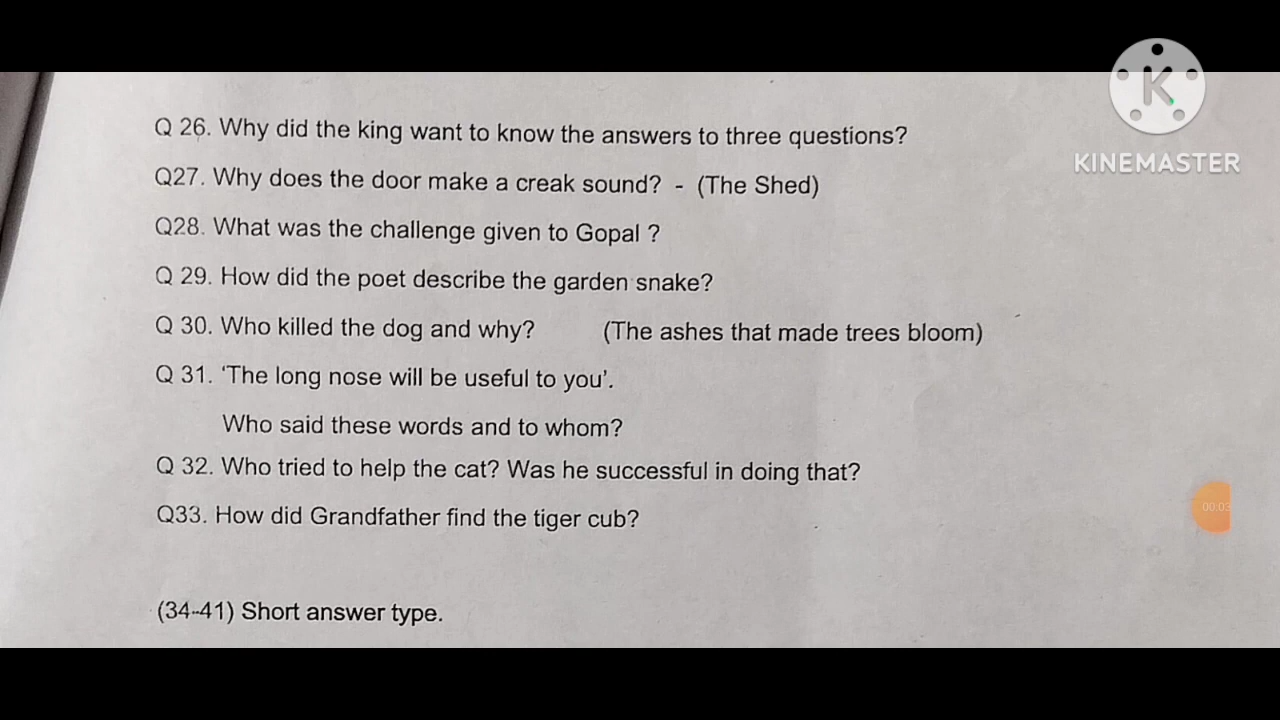 KINEMASTER
Q 26. Why did the king want to know the answers to three questions?
Q27. Why does the door make a creak sound? - (The Shed)
Q28. What was the challenge given to Gopal ?
Q 29. How did the poet describe the garden snake?
Q 30. Who killed the dog and why? (The ashes that made trees bloom)
Q 31. ‘The long nose will be useful to you’.
Who said these words and to whom?
Q 32. Who tried to help the cat? Was he successful in doing that?
Q33. How did Grandfather find the tiger cub?
00:03
(34-41) Short answer type.